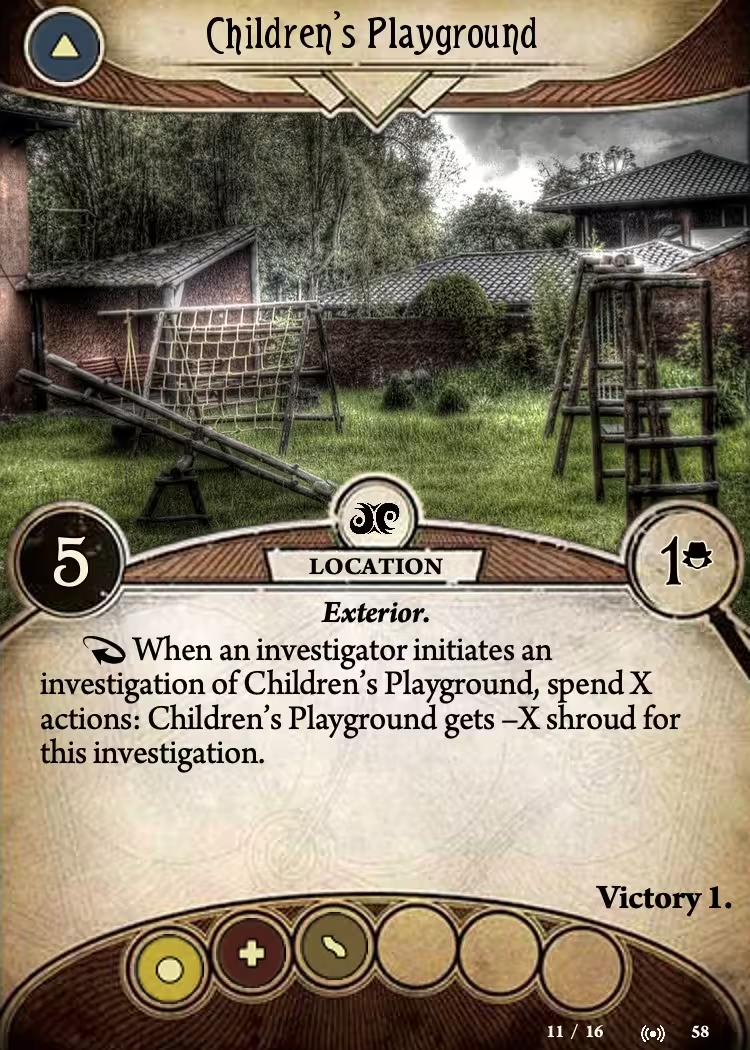 Children's Playground
5
1
LOCATION
Exterior.
When an investigator initiates an
investigation of Children's Playground, spend X
actions: Children's Playground gets –X shroud for
this investigation.
Victory 1.
11 / 16 58